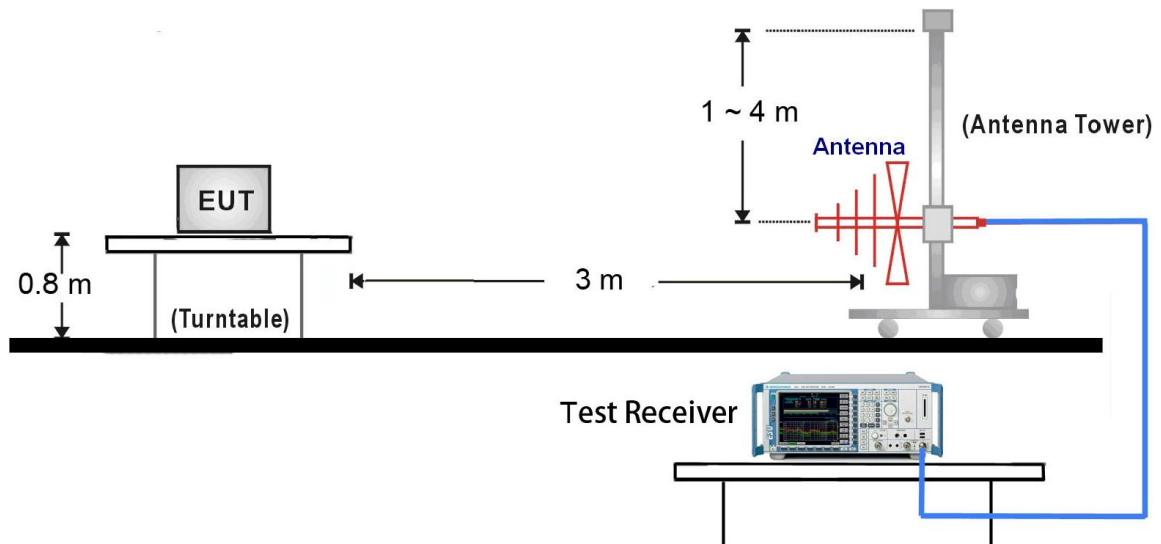 1 ~ 4 m
(Antenna Tower)
Antenna
EUT
0.8 m
3 m
(Turntable)
Test Receiver